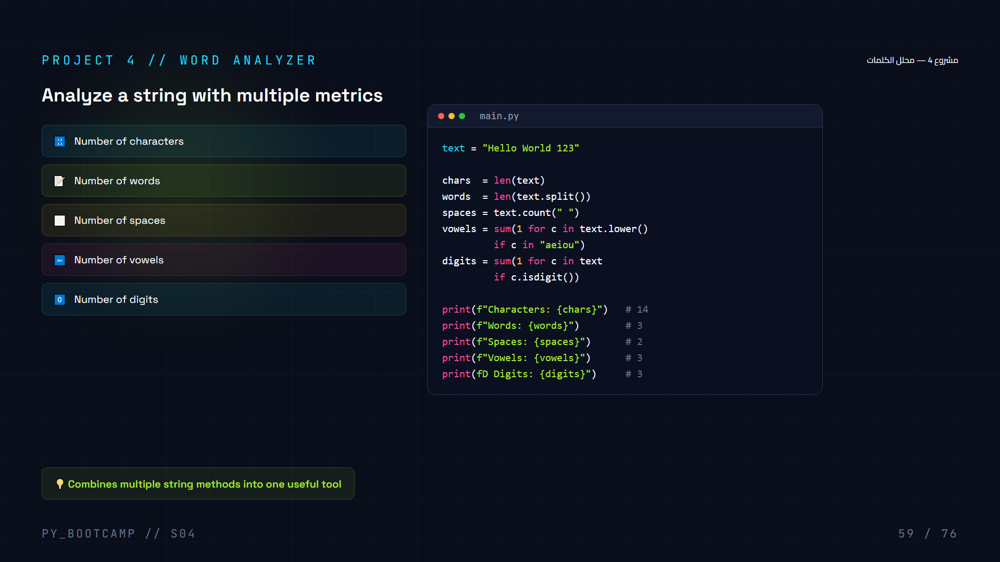 PROJECT 4 // WORD ANALYZER
مشروع 4 — محلل الكلمات
Analyze a string with multiple metrics
Number of characters
Number of words
Number of spaces
Number of vowels
Number of digits
main.py
text = "Hello World 123"
chars  = len(text)
words  = len(text.split())
spaces = text.count(" ")
vowels = sum(1 for c in text.lower()
         if c in "aeiou")
digits = sum(1 for c in text
         if c.isdigit())
print(f"Characters: {chars}")   # 14
print(f"Words: {words}")        # 3
print(f"Spaces: {spaces}")      # 2
print(f"Vowels: {vowels}")      # 3
print(fD Digits: {digits}")     # 3
💡 Combines multiple string methods into one useful tool
PY_BOOTCAMP // S04
59 / 76